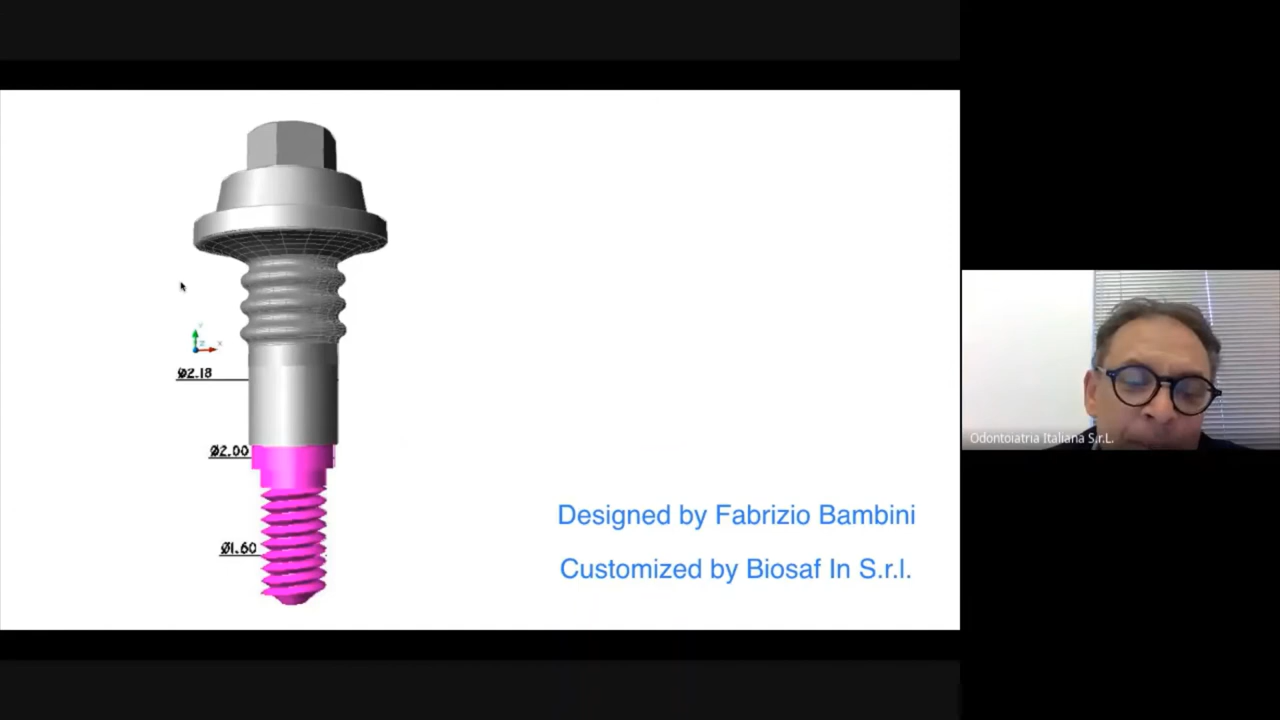 Ø2.18
Ø2.00
Ø1.60
Designed by Fabrizio Bambini
Customized by Biosaf In S.r.l.
Odontoiatria Italiana S.r.L.